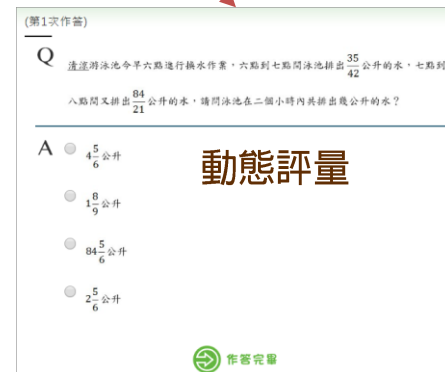 (第1次作答)
Q 清涼游泳池今早六點進行換水作業，六點到七點間泳池排出35/42公升的水，七點到
八點間又排出84/21公升的水，請問泳池在二個小時內共排出幾公升的水？
A 4 5/6公升
動態評量
1 8/9公升
84 5/6公升
2 5/6公升
作答完畢